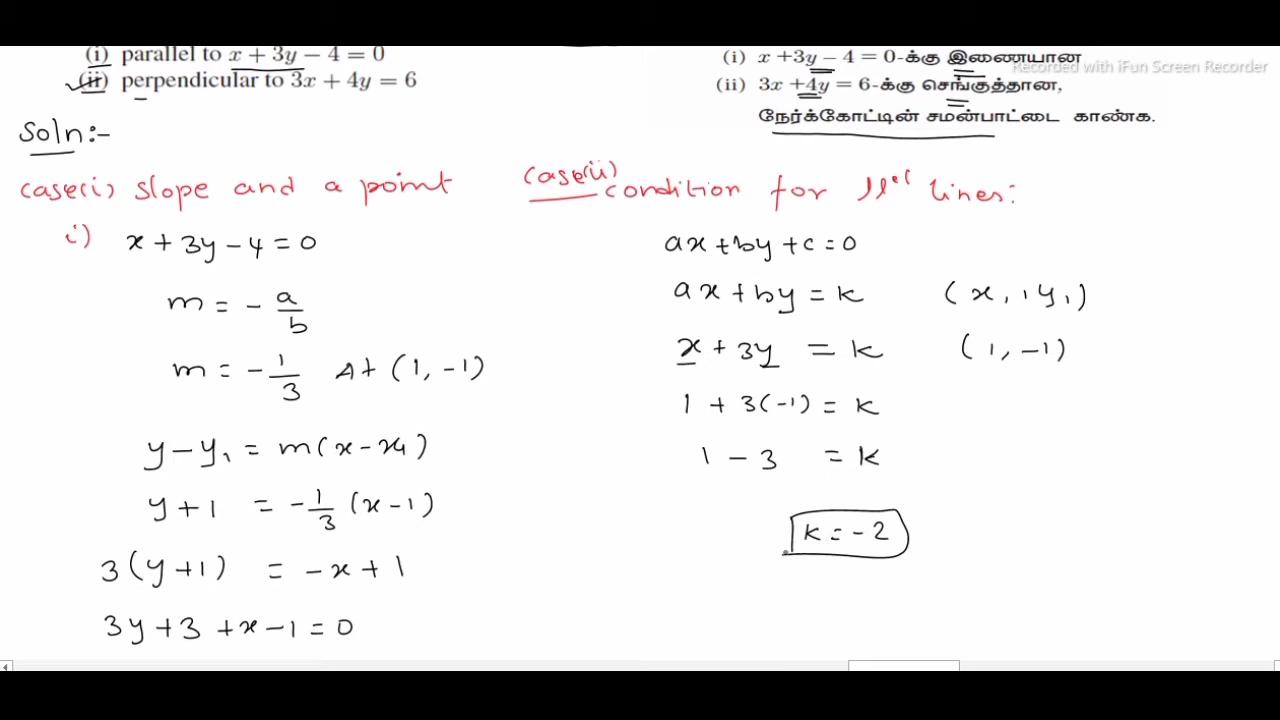 (i) parallel to x + 3y − 4 = 0
(ii) perpendicular to 3x + 4y = 6
(i) x + 3y − 4 = 0-க்கு இணையான
(ii) 3x + 4y = 6-க்கு செங்குத்தான,
நேர்க்கோட்டின் சமன்பாட்டை காண்க.
Recorded with iFun Screen Recorder
Soln:-
case(i) slope and a point
i) x + 3y − 4 = 0
m = − a/b
m = − 1/3 At (1, −1)
y − y₁ = m(x − x₁)
y + 1 = − 1/3 (x − 1)
3(y + 1) = − x + 1
3y + 3 + x − 1 = 0
case(ii) condition for ||el lines:
ax + by + c = 0
ax + by = k (x₁, y₁)
x + 3y = k (1, −1)
1 + 3(−1) = k
1 − 3 = k
k = − 2